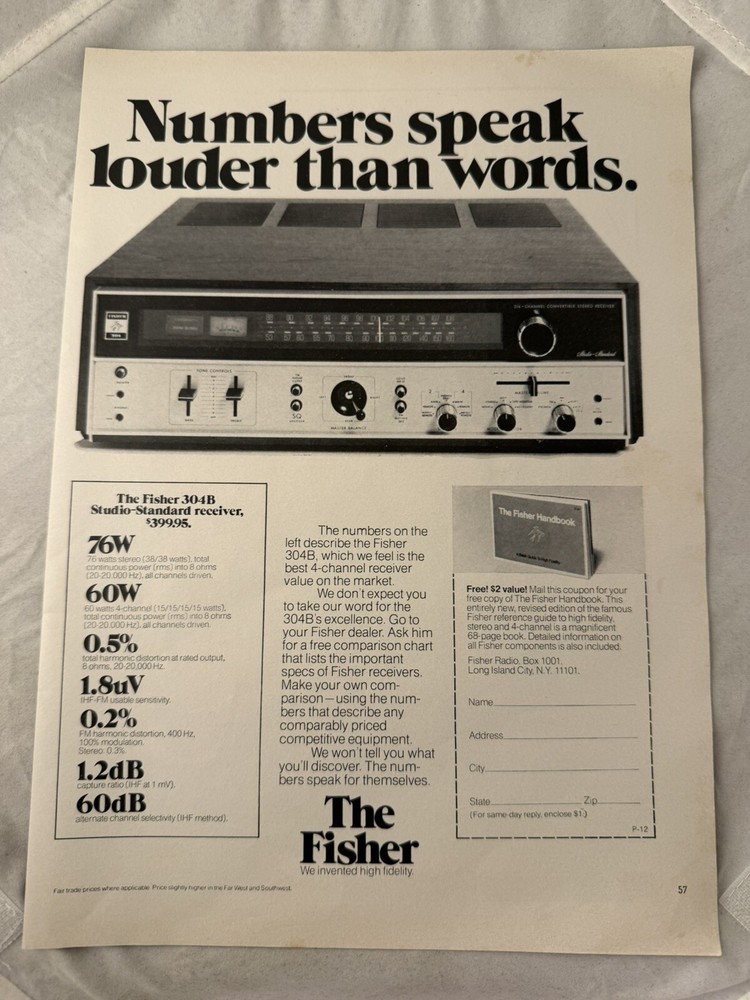 Numbers speak
louder than words.
TONE CONTROLS
SQ
MASTER BALANCE
Studio-Standard
The Fisher 304B
Studio-Standard receiver,
$399.95.
76W
76 watts stereo (38/38 watts), total
continuous power (rms) into 8 ohms
(20-20,000 Hz), all channels driven.
60W
60 watts 4-channel (15/15/15/15 watts),
total continuous power (rms) into 8 ohms
(20-20,000 Hz), all channels driven.
0.5%
total harmonic distortion at rated output,
8 ohms, 20-20,000 Hz.
1.8uV
IHF-FM usable sensitivity.
0.2%
FM harmonic distortion, 400 Hz,
100% modulation.
Stereo: 0.3%.
1.2dB
capture ratio (IHF at 1 mV).
60dB
alternate channel selectivity (IHF method).
The numbers on the
left describe the Fisher
304B, which we feel is the
best 4-channel receiver
value on the market.
We don't expect you
to take our word for the
304B's excellence. Go to
your Fisher dealer. Ask him
for a free comparison chart
that lists the important
specs of Fisher receivers.
Make your own com-
parison—using the num-
bers that describe any
comparably priced
competitive equipment.
We won't tell you what
you'll discover. The num-
bers speak for themselves.
The
Fisher
We invented high fidelity.
The Fisher Handbook
Free! $2 value! Mail this coupon for your
free copy of The Fisher Handbook. This
entirely new, revised edition of the famous
Fisher reference guide to high fidelity,
stereo and 4-channel is a magnificent
68-page book. Detailed information on
all Fisher components is also included.
Fisher Radio, Box 1001,
Long Island City, N.Y. 11101.
Name
Address
City
State Zip
(For same-day reply, enclose $1.)
P-12
Fair trade prices where applicable. Price slightly higher in the Far West and Southwest.
57